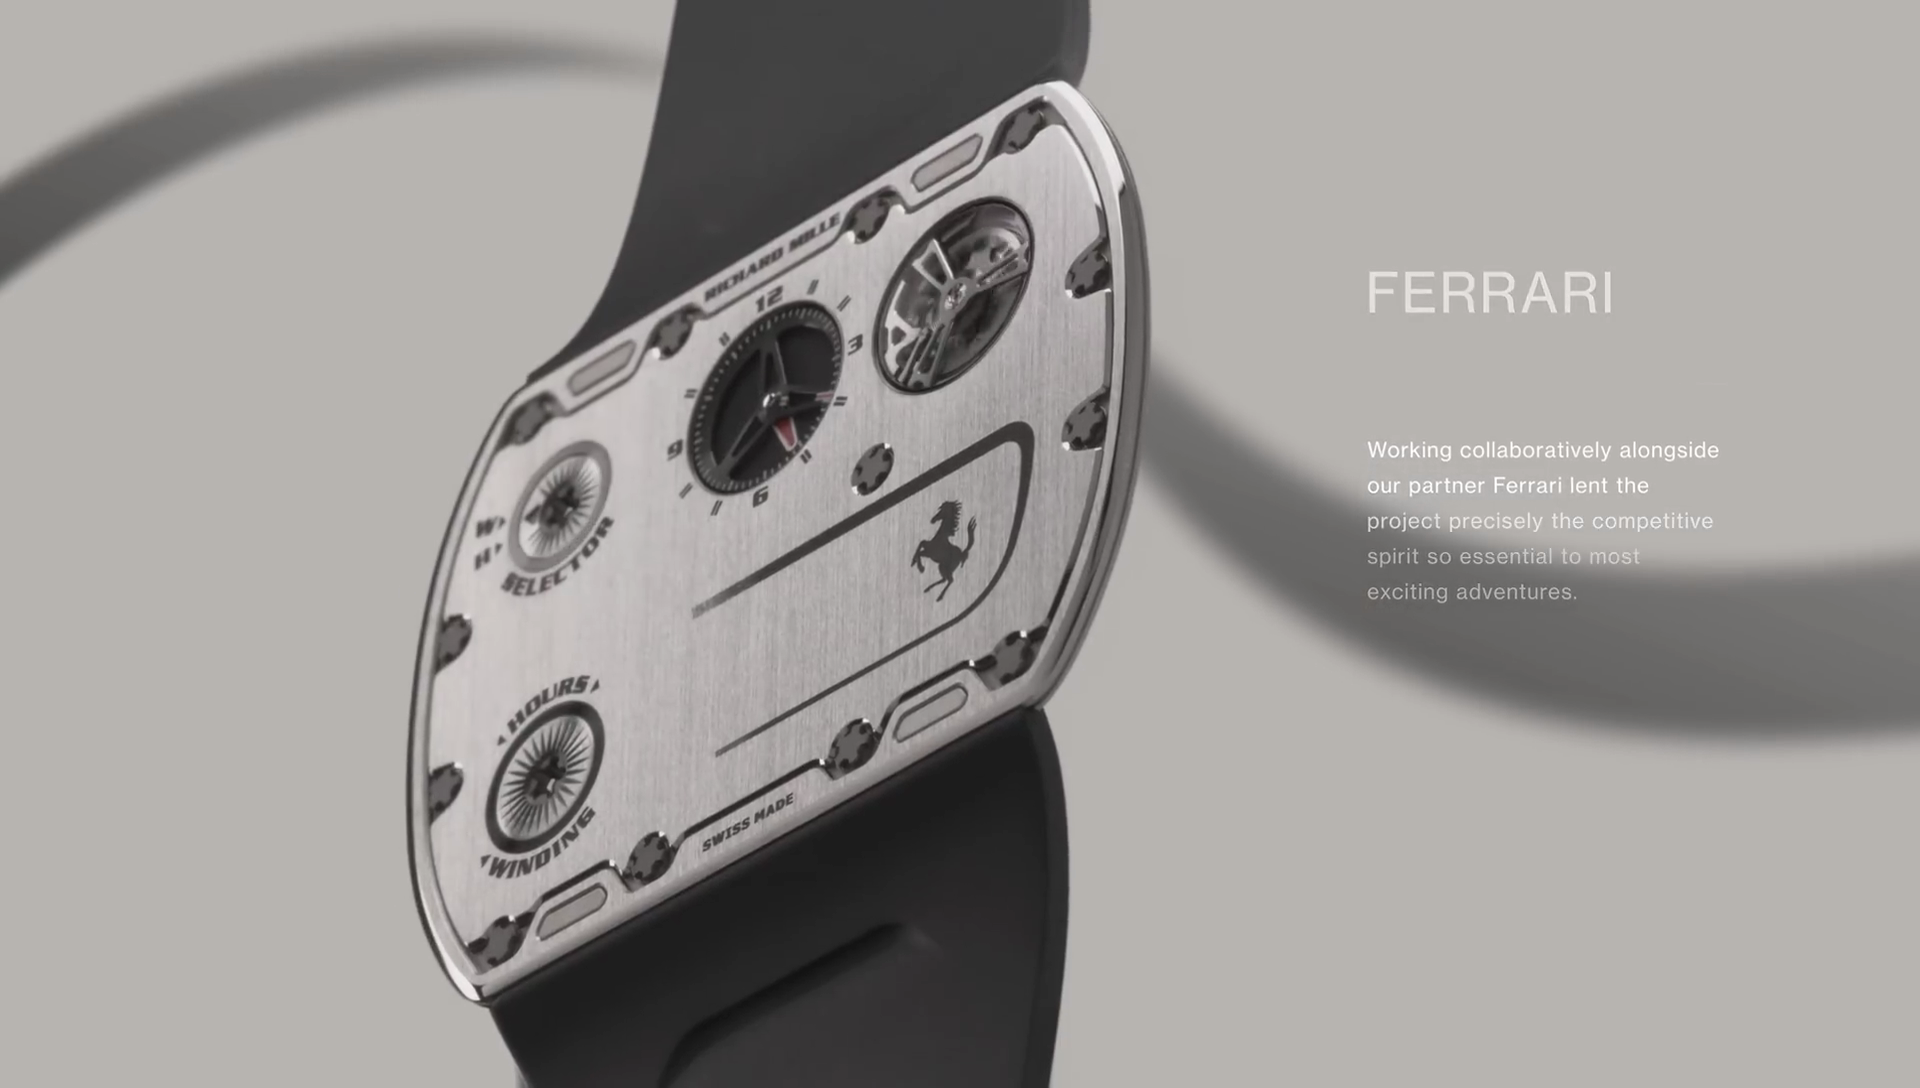 RICHARD MILLE
12
3
6
9
W
H
SELECTOR
HOURS
WINDING
SWISS MADE
FERRARI
Working collaboratively alongside
our partner Ferrari lent the
project precisely the competitive
spirit so essential to most
exciting adventures.